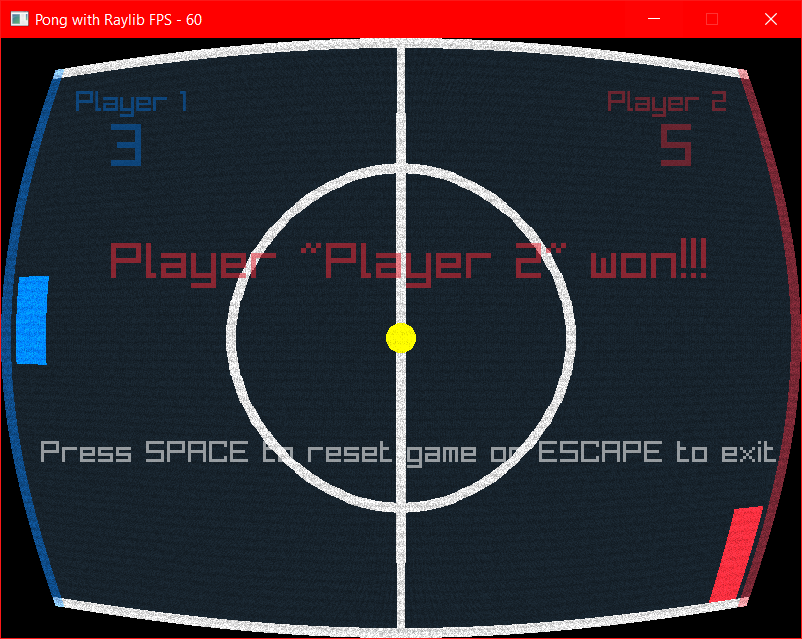 Pong with Raylib FPS - 60
Player 1
Player 2
3
5
Player "Player 2" won!!!
Press SPACE to reset game or ESCAPE to exit